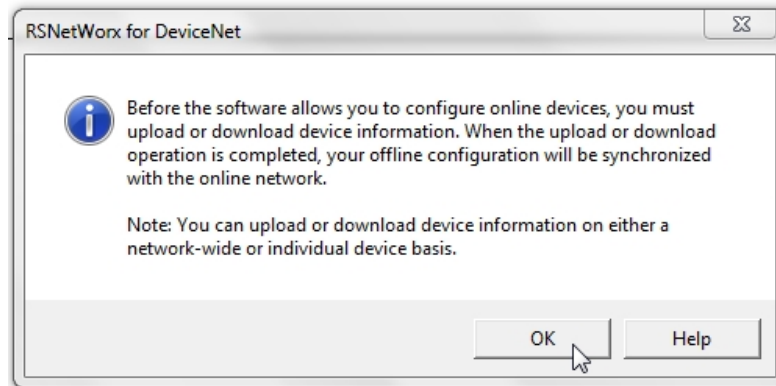 RSNetWorx for DeviceNet
Before the software allows you to configure online devices, you must
upload or download device information. When the upload or download
operation is completed, your offline configuration will be synchronized
with the online network.
Note: You can upload or download device information on either a
network-wide or individual device basis.
OK
Help